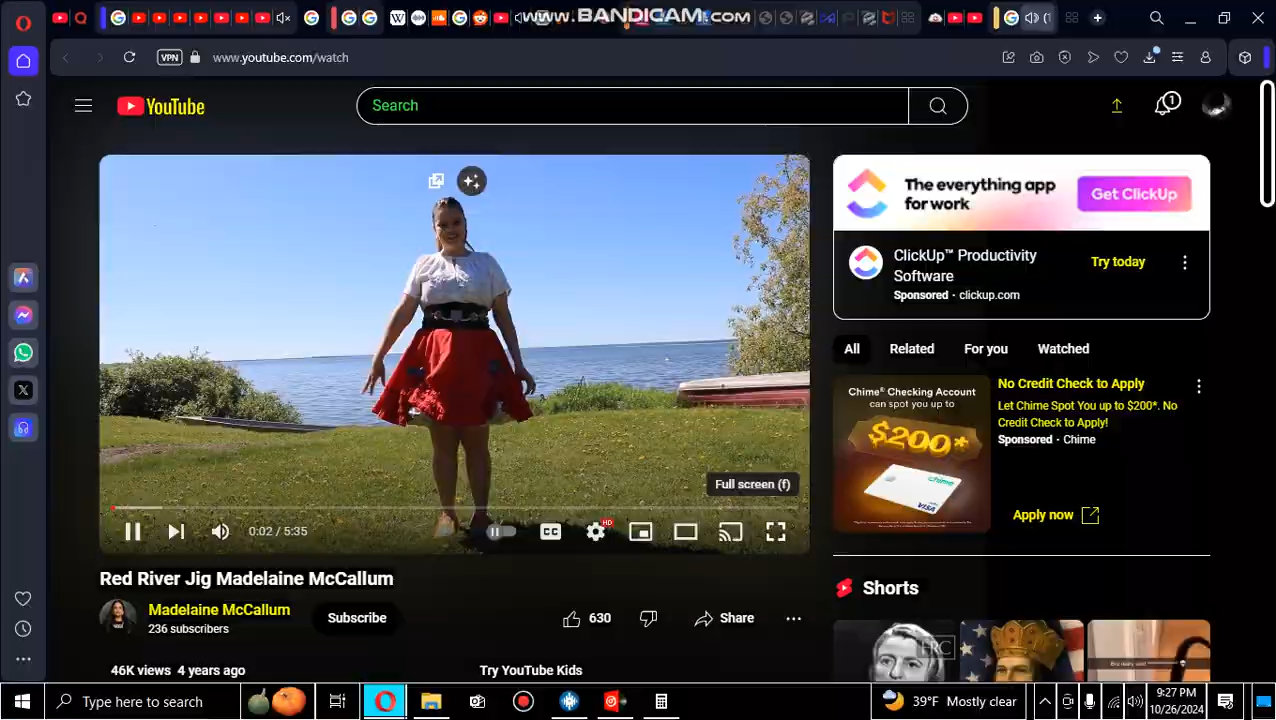 www.BANDICAM.com
VPN
www.youtube.com/watch
YouTube
Search
1
The everything app
for work
Get ClickUp
ClickUp™ Productivity
Software
Sponsored · clickup.com
Try today
All
Related
For you
Watched
Chime® Checking Account
can spot you up to
$200*
VISA
No Credit Check to Apply
Let Chime Spot You up to $200*. No
Credit Check to Apply!
Sponsored · Chime
Apply now
Full screen (f)
0:02 / 5:35
CC
HD
Red River Jig Madelaine McCallum
Madelaine McCallum
236 subscribers
Subscribe
630
Share
Shorts
FRC
46K views 4 years ago
Try YouTube Kids
Type here to search
39°F Mostly clear
9:27 PM
10/26/2024